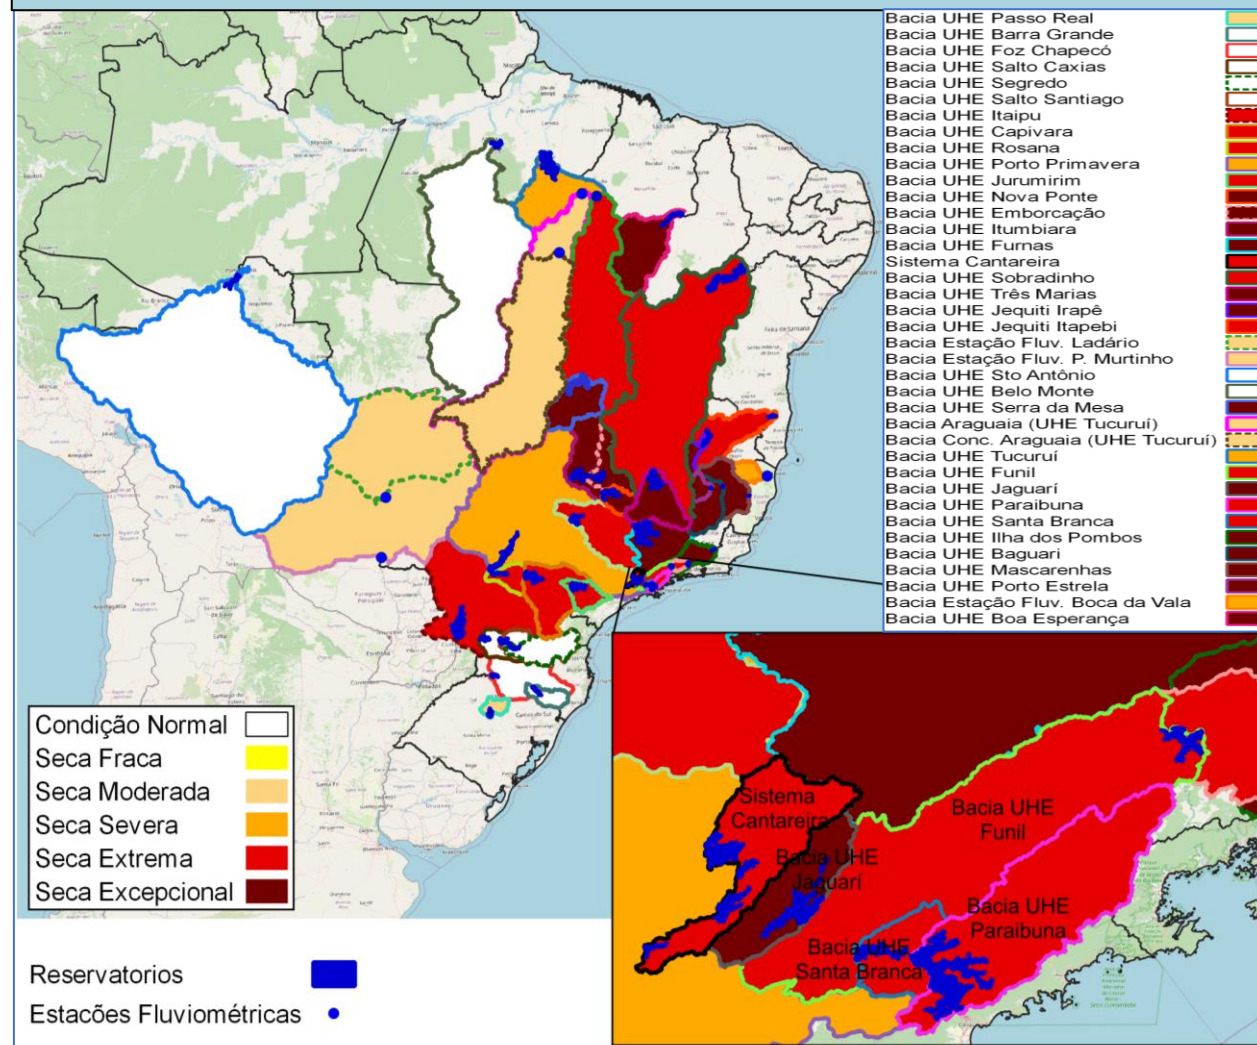 Bacia UHE Passo Real
Bacia UHE Barra Grande
Bacia UHE Foz Chapecó
Bacia UHE Salto Caxias
Bacia UHE Segredo
Bacia UHE Salto Santiago
Bacia UHE Itaipu
Bacia UHE Capivara
Bacia UHE Rosana
Bacia UHE Porto Primavera
Bacia UHE Jurumirim
Bacia UHE Nova Ponte
Bacia UHE Emborcação
Bacia UHE Itumbiara
Bacia UHE Furnas
Sistema Cantareira
Bacia UHE Sobradinho
Bacia UHE Três Marias
Bacia UHE Jequiti Irapê
Bacia UHE Jequiti Itapebi
Bacia Estação Fluv. Ladário
Bacia Estação Fluv. P. Murtinho
Bacia UHE Sto Antônio
Bacia UHE Belo Monte
Bacia UHE Serra da Mesa
Bacia Araguaia (UHE Tucuruí)
Bacia Conc. Araguaia (UHE Tucuruí)
Bacia UHE Tucuruí
Bacia UHE Funil
Bacia UHE Jaguarí
Bacia UHE Paraibuna
Bacia UHE Santa Branca
Bacia UHE Ilha dos Pombos
Bacia UHE Baguari
Bacia UHE Mascarenhas
Bacia UHE Porto Estrela
Bacia Estação Fluv. Boca da Vala
Bacia UHE Boa Esperança
Condição Normal
Seca Fraca
Seca Moderada
Seca Severa
Seca Extrema
Seca Excepcional
Reservatorios
Estacões Fluviométricas
Sistema
Cantareira
Bacia UHE
Jaguarí
Bacia UHE
Funil
Bacia UHE
Paraibuna
Bacia UHE
Santa Branca